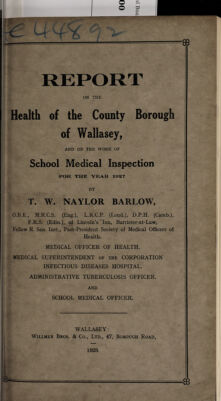 e44892
REPORT
ON THE
Health of the County Borough
of Wallasey,
AND ON THE WORK OF
School Medical Inspection
FOR THE YEAR 1927
BY
T. W. NAYLOR BARLOW,
O.B.E., M.R.C.S. (Eng.), L.R.C.P. (Lond.), D.P.H. (Camb.),
F.R.S. (Edin.), of Lincoln's Inn, Barrister-at-Law,
Fellow R. San. Inst., Past-President Society of Medical Officers of
Health.
MEDICAL OFFICER OF HEALTH.
MEDICAL SUPERINTENDENT OF THE CORPORATION
INFECTIOUS DISEASES HOSPITAL.
ADMINISTRATIVE TUBERCULOSIS OFFICER.
AND
SCHOOL MEDICAL OFFICER.
WALLASEY:
WILLMER BROS. & CO., LTD., 47, BOROUGH ROAD,
1928.